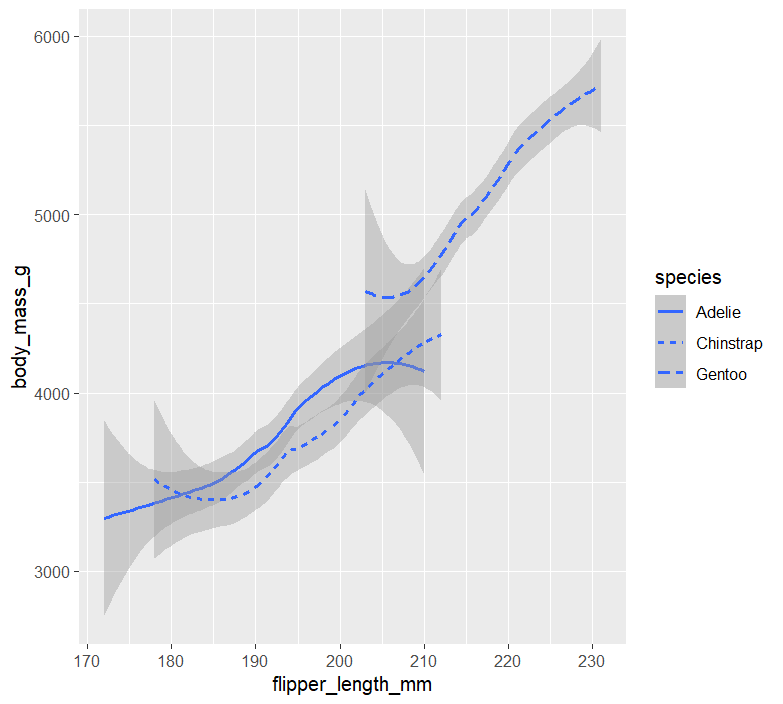 6000
5000
4000
3000
body_mass_g
170 180 190 200 210 220 230
flipper_length_mm
species
Adelie
Chinstrap
Gentoo